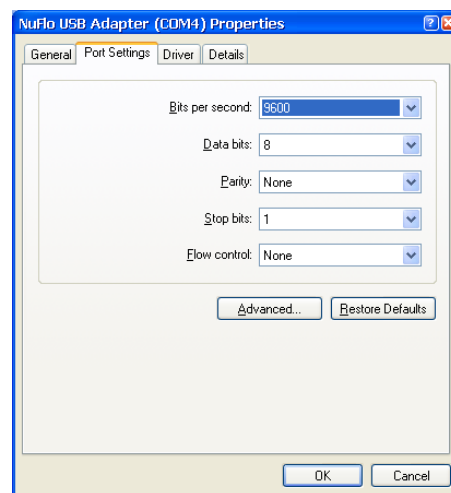 NuFlo USB Adapter (COM4) Properties
General Port Settings Driver Details
Bits per second: 9600
Data bits: 8
Parity: None
Stop bits: 1
Flow control: None
Advanced... Restore Defaults
OK Cancel